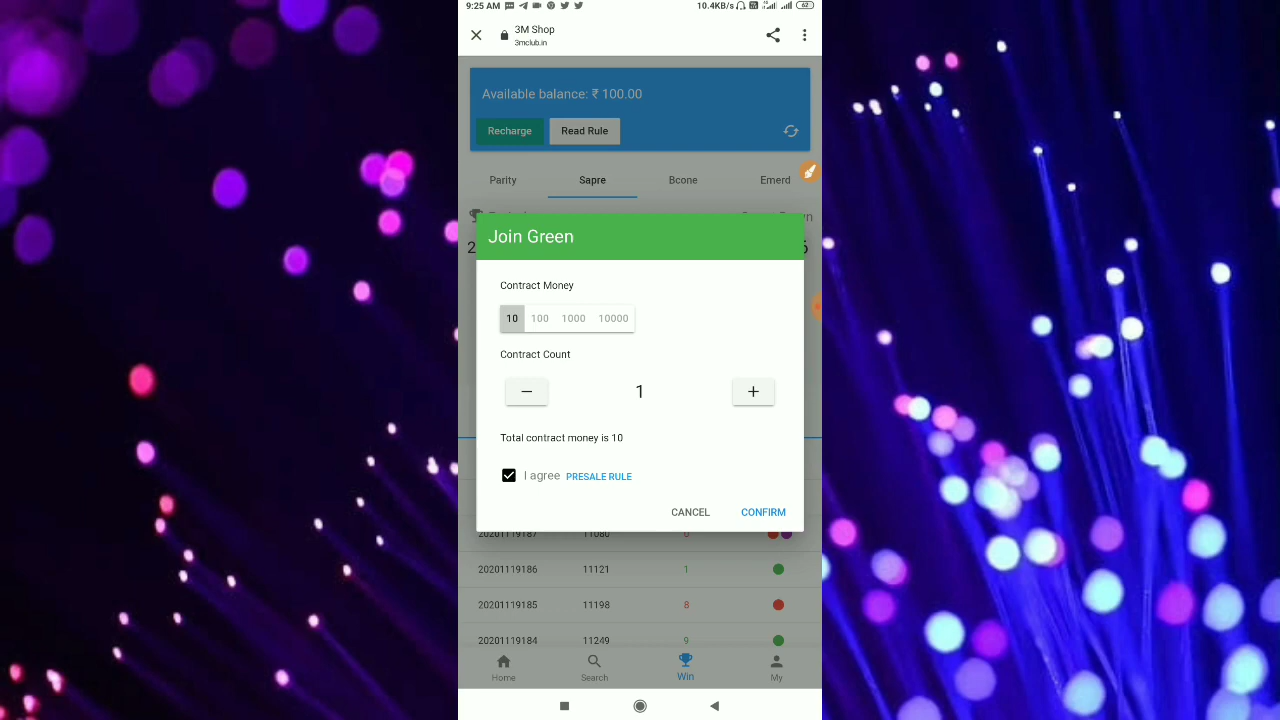 9:25 AM 10.4KB/s 62
3M Shop
3mclub.in
Available balance: ₹ 100.00
Recharge Read Rule
Parity Sapre Bcone Emerd
Join Green
Contract Money
10 100 1000 10000
Contract Count
1
Total contract money is 10
I agree PRESALE RULE
CANCEL CONFIRM
20201119187 11080 0
20201119186 11121 1
20201119185 11198 8
20201119184 11249 9
Home Search Win My